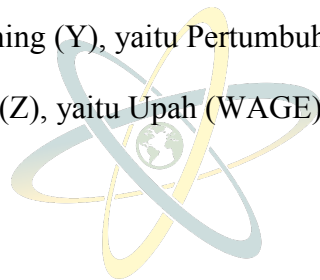 ning (Y), yaitu Pertumbuh
(Z), yaitu Upah (WAGE)